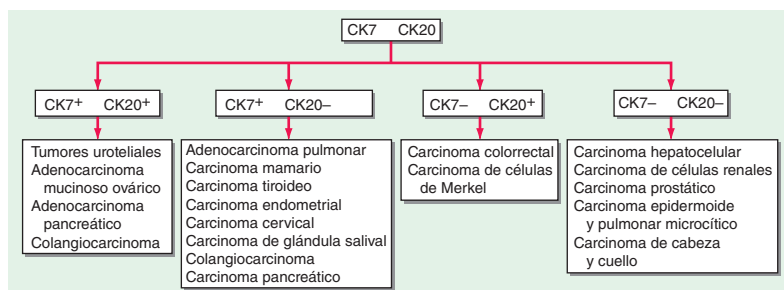 CK7 CK20
CK7+ CK20+
CK7+ CK20–
CK7– CK20+
CK7– CK20–
Tumores uroteliales
Adenocarcinoma
mucinoso ovárico
Adenocarcinoma
pancreático
Colangiocarcinoma
Adenocarcinoma pulmonar
Carcinoma mamario
Carcinoma tiroideo
Carcinoma endometrial
Carcinoma cervical
Carcinoma de glándula salival
Colangiocarcinoma
Carcinoma pancreático
Carcinoma colorrectal
Carcinoma de células
de Merkel
Carcinoma hepatocelular
Carcinoma de células renales
Carcinoma prostático
Carcinoma epidermoide
y pulmonar microcítico
Carcinoma de cabeza
y cuello